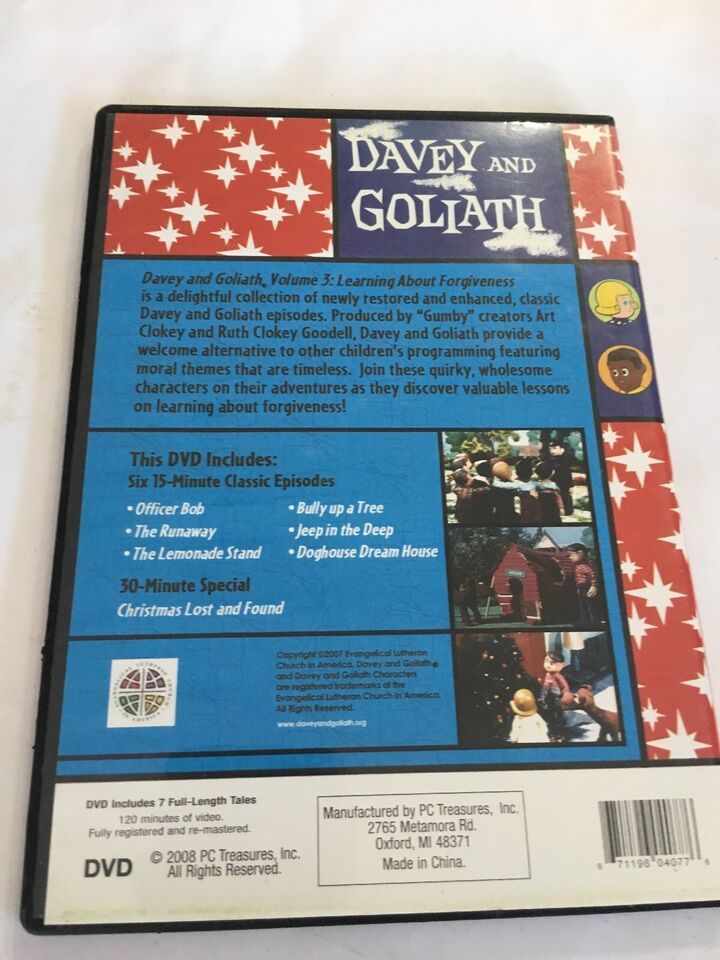 DAVEY AND
GOLIATH
Davey and Goliath, Volume 3: Learning About Forgiveness
is a delightful collection of newly restored and enhanced, classic
Davey and Goliath episodes. Produced by "Gumby" creators Art
Clokey and Ruth Clokey Goodell, Davey and Goliath provide a
welcome alternative to other children's programming featuring
moral themes that are timeless. Join these quirky, wholesome
characters on their adventures as they discover valuable lessons
on learning about forgiveness!
This DVD Includes:
Six 15-Minute Classic Episodes
• Officer Bob
• The Runaway
• The Lemonade Stand
• Bully up a Tree
• Jeep in the Deep
• Doghouse Dream House
30-Minute Special
Christmas Lost and Found
Copyright ©2007 Evangelical Lutheran
Church in America. Davey and Goliath®
and Davey and Goliath Characters
are registered trademarks of the
Evangelical Lutheran Church in America.
All Rights Reserved.
www.daveyandgoliath.org
DVD Includes 7 Full-Length Tales
120 minutes of video.
Fully registered and re-mastered.
DVD
© 2008 PC Treasures, Inc.
All Rights Reserved.
Manufactured by PC Treasures, Inc.
2765 Metamora Rd.
Oxford, MI 48371
Made in China.
6 71196 04077 6